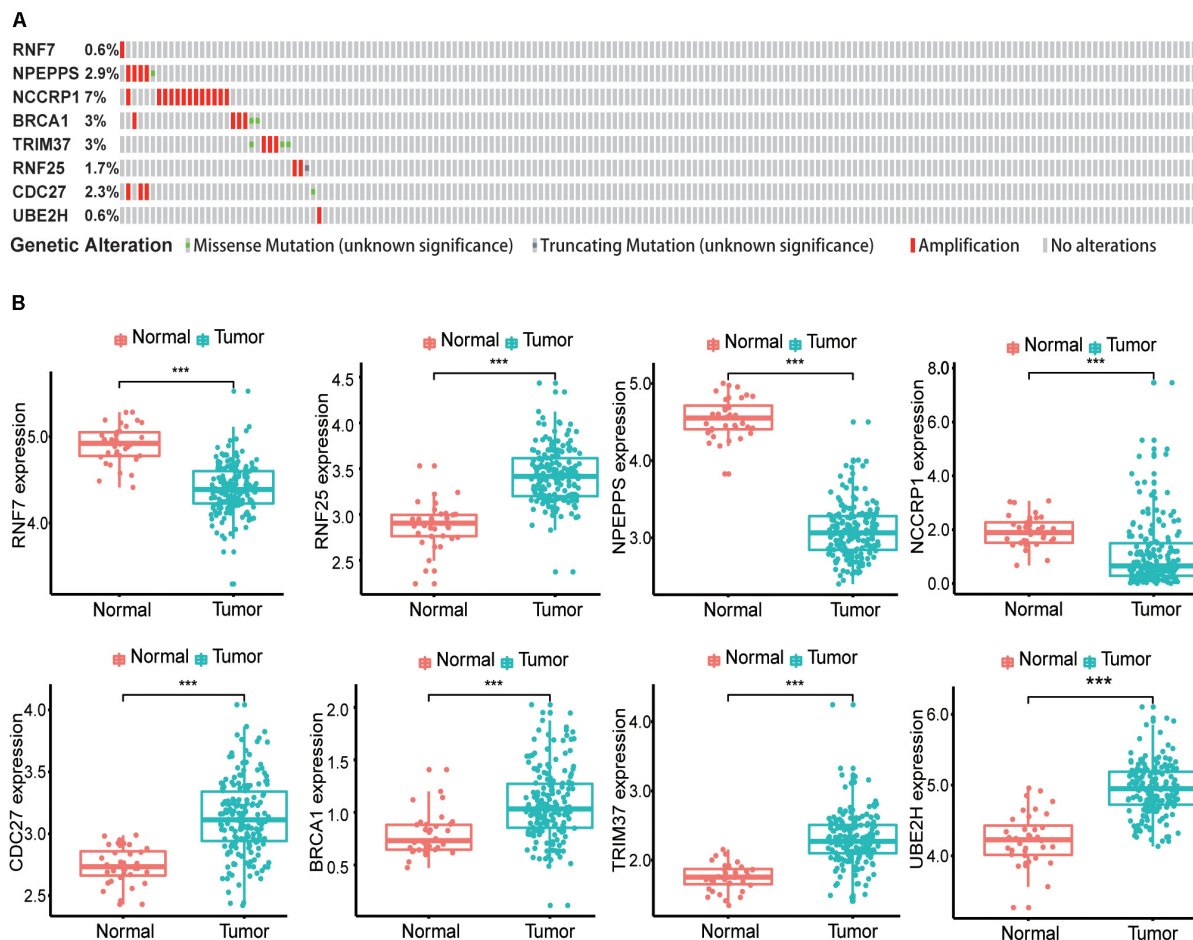 A
RNF7 0.6%
NPEPPS 2.9%
NCCRP1 7%
BRCA1 3%
TRIM37 3%
RNF25 1.7%
CDC27 2.3%
UBE2H 0.6%
Genetic Alteration Missense Mutation (unknown significance) Truncating Mutation (unknown significance) Amplification No alterations
B
Normal Tumor
***
RNF7 expression
5.0
4.0
Normal Tumor
Normal Tumor
***
RNF25 expression
4.5
4.0
3.5
3.0
2.5
Normal Tumor
Normal Tumor
***
NPEPPS expression
5.0
4.0
3.0
Normal Tumor
Normal Tumor
***
NCCRP1 expression
8.0
6.0
4.0
2.0
0.0
Normal Tumor
Normal Tumor
***
CDC27 expression
4.0
3.5
3.0
2.5
Normal Tumor
Normal Tumor
***
BRCA1 expression
2.0
1.5
1.0
0.5
Normal Tumor
Normal Tumor
***
TRIM37 expression
4.0
3.0
2.0
Normal Tumor
Normal Tumor
***
UBE2H expression
6.0
5.0
4.0
Normal Tumor